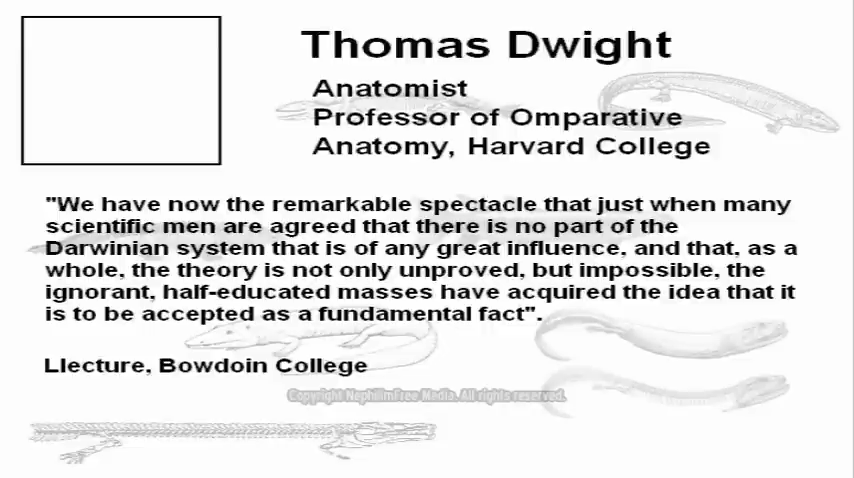 Thomas Dwight
Anatomist
Professor of Omparative
Anatomy, Harvard College
"We have now the remarkable spectacle that just when many
scientific men are agreed that there is no part of the
Darwinian system that is of any great influence, and that, as a
whole, the theory is not only unproved, but impossible, the
ignorant, half-educated masses have acquired the idea that it
is to be accepted as a fundamental fact".
Llecture, Bowdoin College
Copyright NephilimFree Media. All rights reserved.